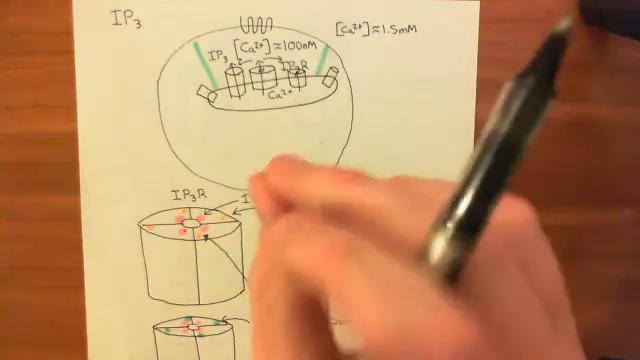 IP₃
[Ca²⁺] ≈ 1.5mM
[Ca²⁺] ≈ 100nM
IP₃
IP₃R
Ca²⁺
IP₃R